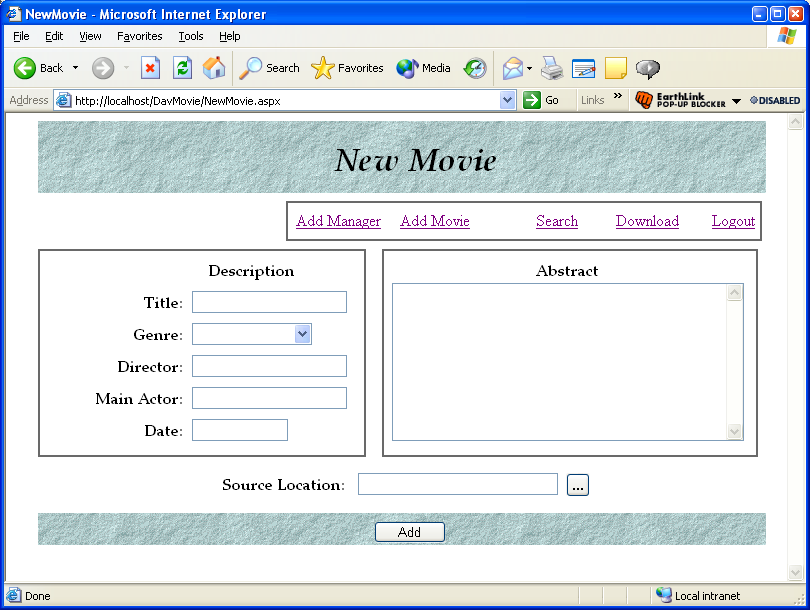 NewMovie - Microsoft Internet Explorer
File Edit View Favorites Tools Help
Back Search Favorites Media
Address http://localhost/DavMovie/NewMovie.aspx Go Links » EarthLink POP-UP BLOCKER DISABLED
New Movie
Add Manager Add Movie Search Download Logout
Description
Title:
Genre:
Director:
Main Actor:
Date:
Abstract
Source Location: ...
Add
Done Local intranet